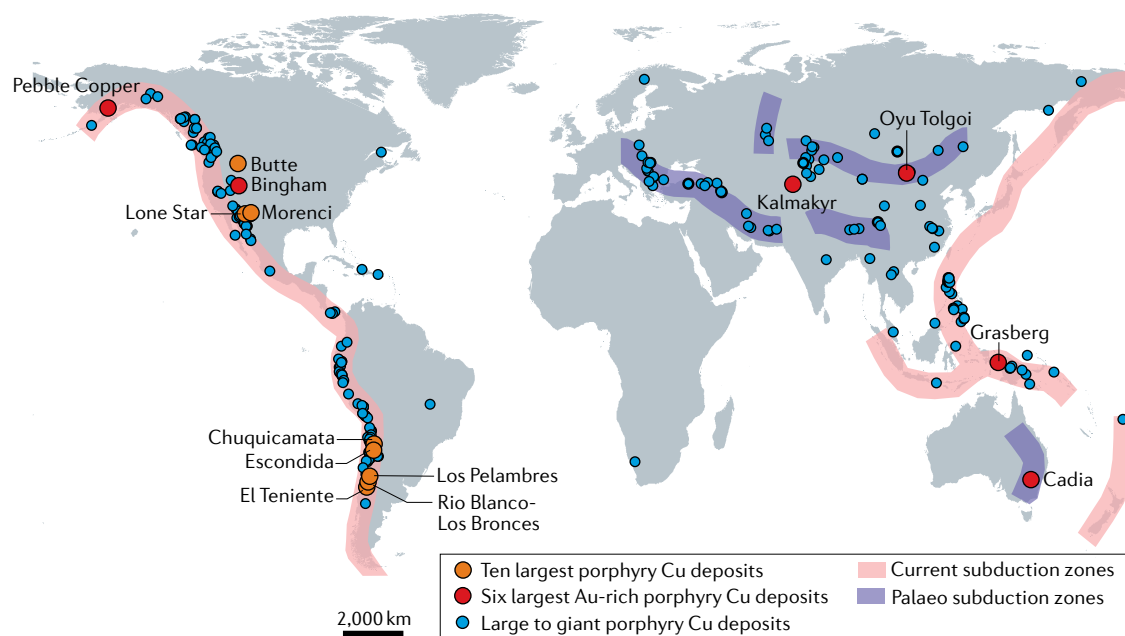 Pebble Copper
Butte
Bingham
Lone Star
Morenci
Oyu Tolgoi
Kalmakyr
Grasberg
Chuquicamata
Escondida
Los Pelambres
El Teniente
Rio Blanco-
Los Bronces
Cadia
2,000 km
Ten largest porphyry Cu deposits
Six largest Au-rich porphyry Cu deposits
Large to giant porphyry Cu deposits
Current subduction zones
Palaeo subduction zones